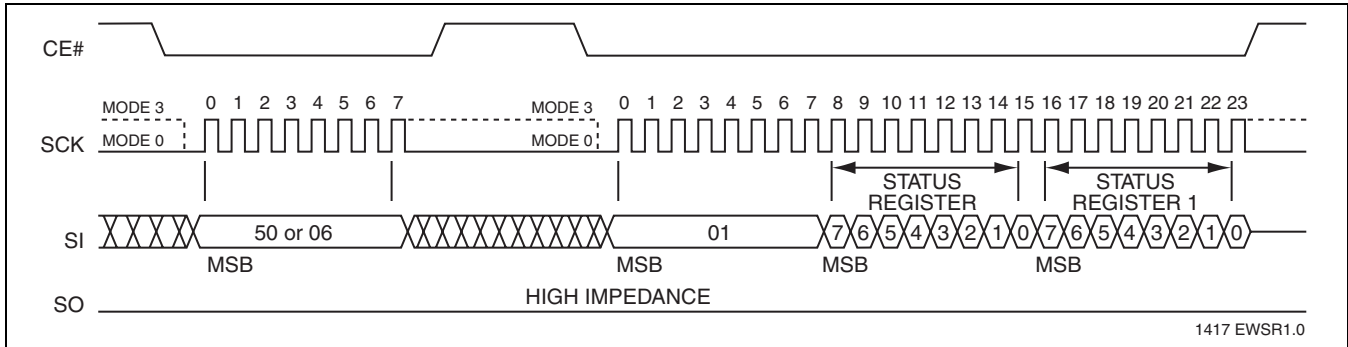 CE#
MODE 3 0 1 2 3 4 5 6 7 MODE 3 0 1 2 3 4 5 6 7 8 9 10 11 12 13 14 15 16 17 18 19 20 21 22 23
SCK MODE 0 MODE 0
STATUS REGISTER STATUS REGISTER 1
SI 50 or 06 01 7 6 5 4 3 2 1 0 7 6 5 4 3 2 1 0
MSB MSB MSB MSB
SO HIGH IMPEDANCE
1417 EWSR1.0